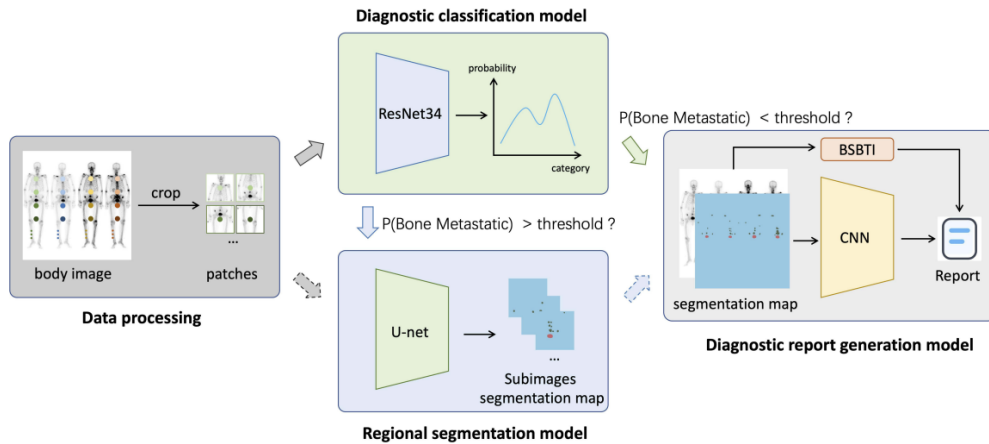 Diagnostic classification model
ResNet34
probability
category
P(Bone Metastatic) < threshold ?
crop
...
body image
patches
Data processing
P(Bone Metastatic) > threshold ?
U-net
...
Subimages
segmentation map
Regional segmentation model
BSBTI
CNN
segmentation map
Report
Diagnostic report generation model